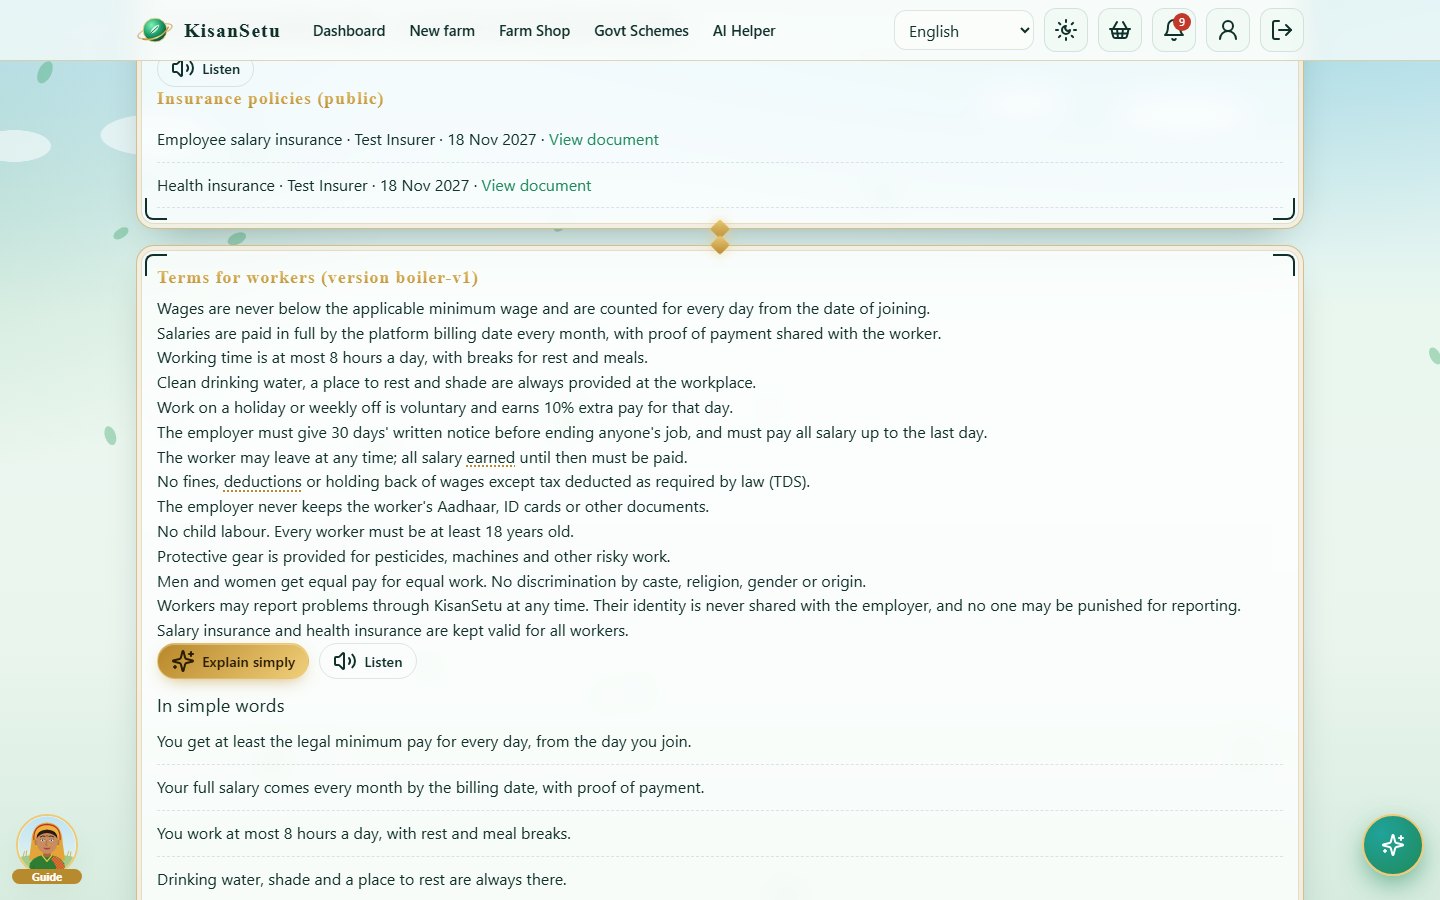 KisanSetu Dashboard New farm Farm Shop Govt Schemes AI Helper English 9
Listen
Insurance policies (public)
Employee salary insurance · Test Insurer · 18 Nov 2027 · View document
Health insurance · Test Insurer · 18 Nov 2027 · View document
Terms for workers (version boiler-v1)
Wages are never below the applicable minimum wage and are counted for every day from the date of joining.
Salaries are paid in full by the platform billing date every month, with proof of payment shared with the worker.
Working time is at most 8 hours a day, with breaks for rest and meals.
Clean drinking water, a place to rest and shade are always provided at the workplace.
Work on a holiday or weekly off is voluntary and earns 10% extra pay for that day.
The employer must give 30 days' written notice before ending anyone's job, and must pay all salary up to the last day.
The worker may leave at any time; all salary earned until then must be paid.
No fines, deductions or holding back of wages except tax deducted as required by law (TDS).
The employer never keeps the worker's Aadhaar, ID cards or other documents.
No child labour. Every worker must be at least 18 years old.
Protective gear is provided for pesticides, machines and other risky work.
Men and women get equal pay for equal work. No discrimination by caste, religion, gender or origin.
Workers may report problems through KisanSetu at any time. Their identity is never shared with the employer, and no one may be punished for reporting.
Salary insurance and health insurance are kept valid for all workers.
Explain simply Listen
In simple words
You get at least the legal minimum pay for every day, from the day you join.
Your full salary comes every month by the billing date, with proof of payment.
You work at most 8 hours a day, with rest and meal breaks.
Drinking water, shade and a place to rest are always there.
Guide